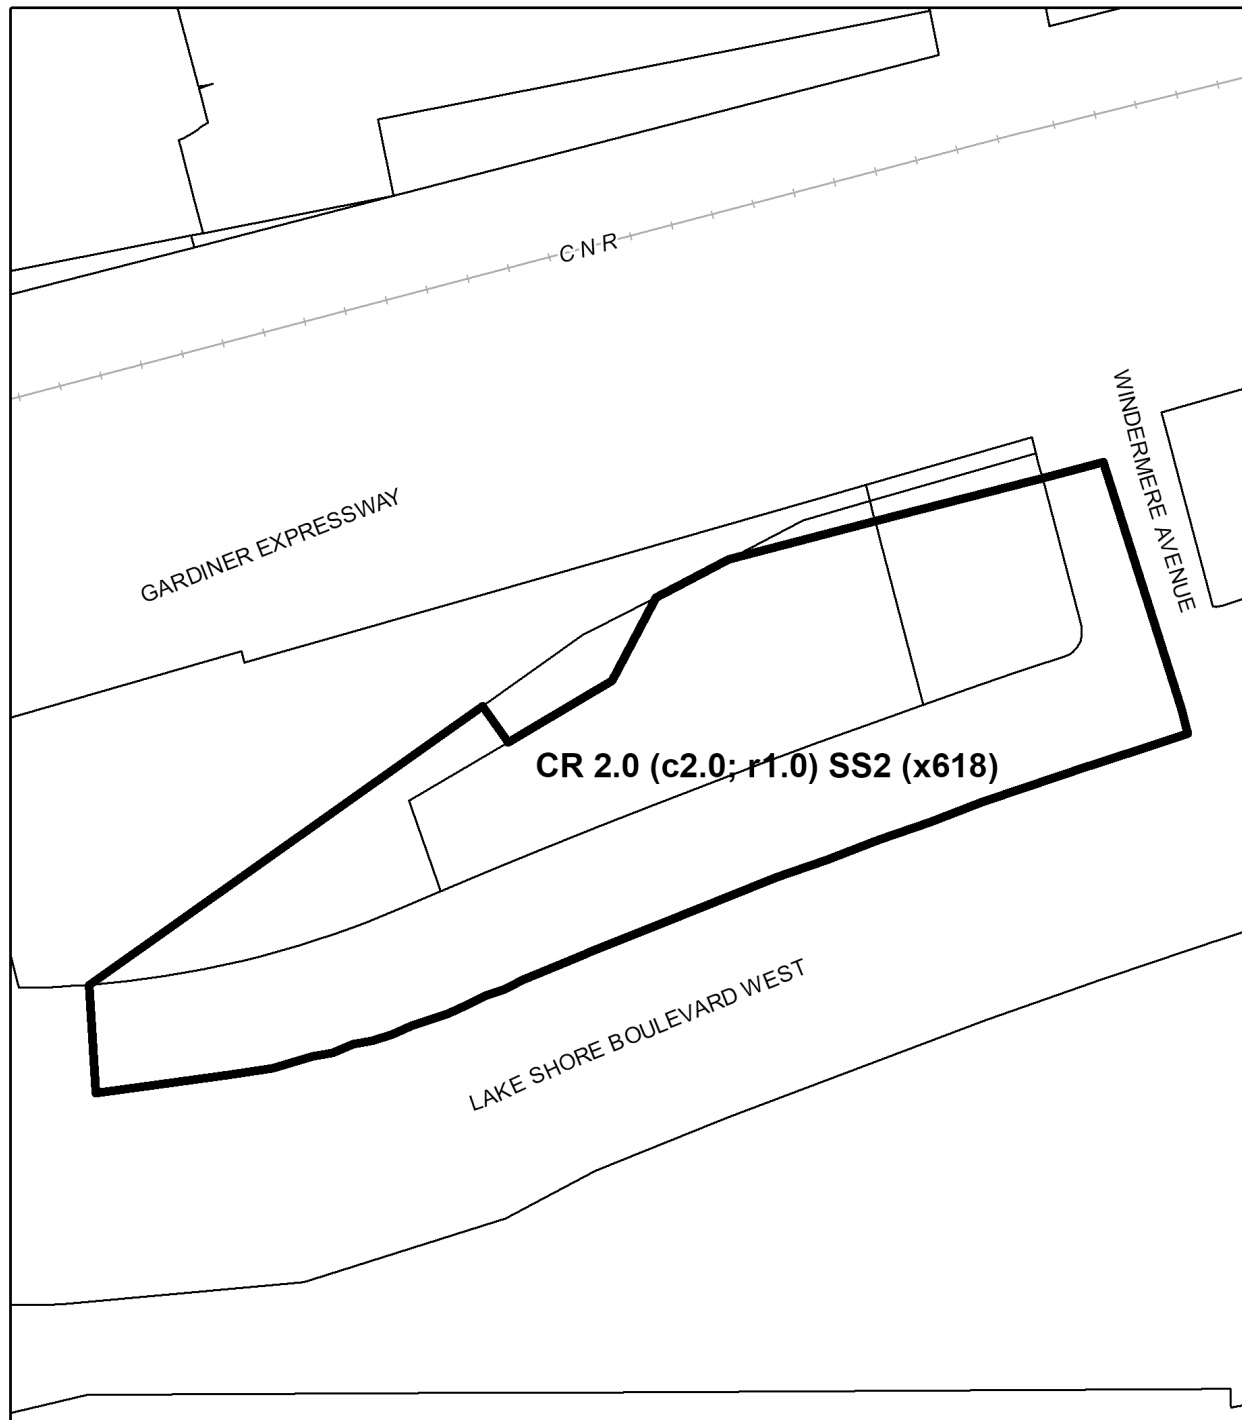 C N R
WINDERMERE AVENUE
GARDINER EXPRESSWAY
CR 2.0 (c2.0; r1.0) SS2 (x618)
LAKE SHORE BOULEVARD WEST